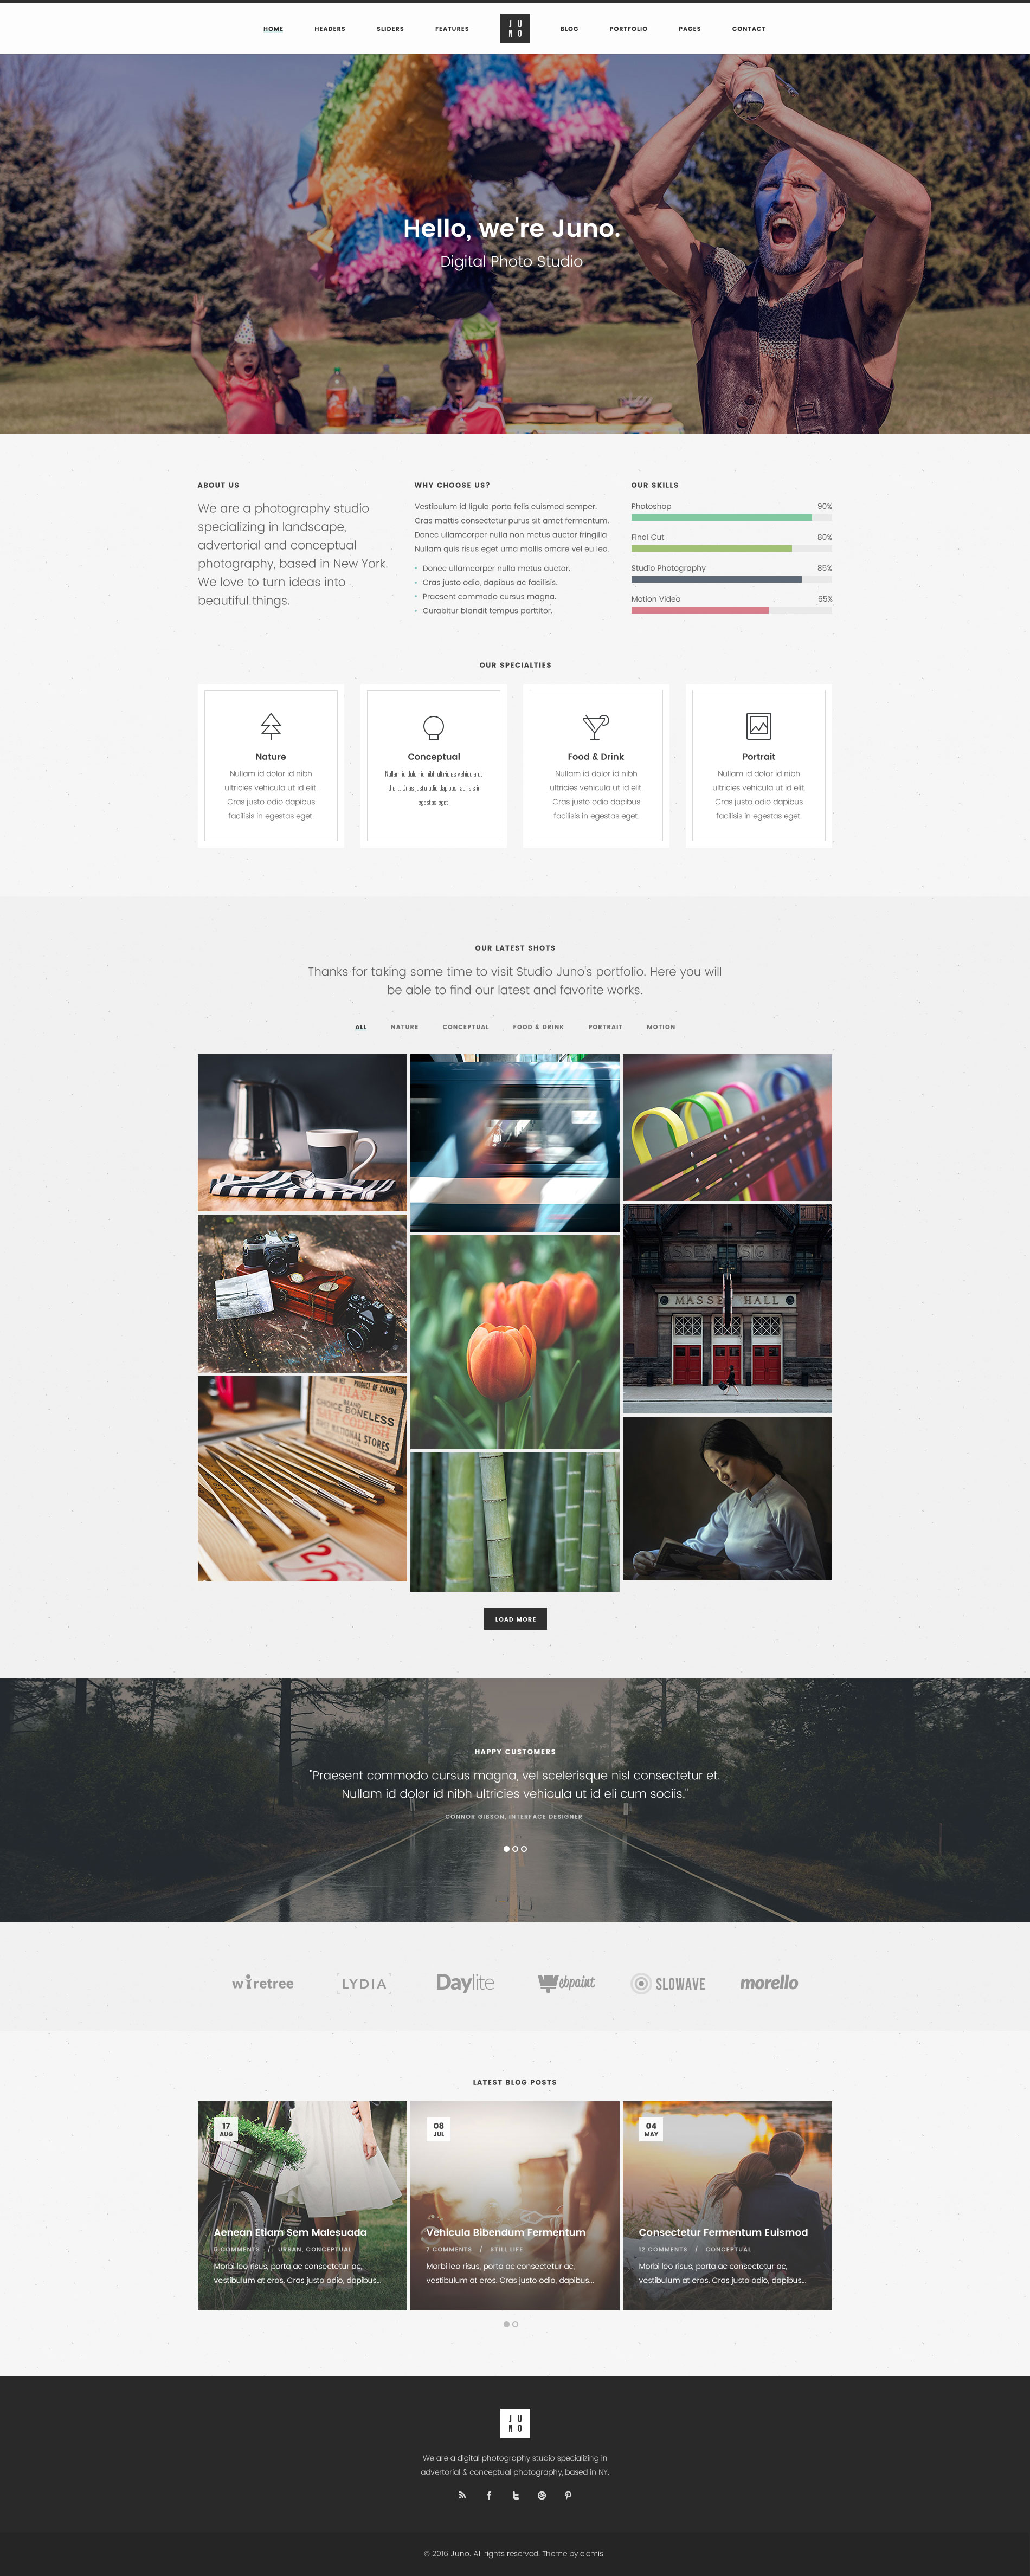 HOME HEADERS SLIDERS FEATURES JU NO BLOG PORTFOLIO PAGES CONTACT
Hello, we're Juno.
Digital Photo Studio
ABOUT US
We are a photography studio
specializing in landscape,
advertorial and conceptual
photography, based in New York.
We love to turn ideas into
beautiful things.
WHY CHOOSE US?
Vestibulum id ligula porta felis euismod semper.
Cras mattis consectetur purus sit amet fermentum.
Donec ullamcorper nulla non metus auctor fringilla.
Nullam quis risus eget urna mollis ornare vel eu leo.
Donec ullamcorper nulla metus auctor.
Cras justo odio, dapibus ac facilisis.
Praesent commodo cursus magna.
Curabitur blandit tempus porttitor.
OUR SKILLS
Photoshop 90%
Final Cut 80%
Studio Photography 85%
Motion Video 65%
OUR SPECIALTIES
Nature
Nullam id dolor id nibh
ultricies vehicula ut id elit.
Cras justo odio dapibus
facilisis in egestas eget.
Conceptual
Nullam id dolor id nibh ultricies vehicula ut
id elit. Cras justo odio dapibus facilisis in
egestas eget.
Food & Drink
Nullam id dolor id nibh
ultricies vehicula ut id elit.
Cras justo odio dapibus
facilisis in egestas eget.
Portrait
Nullam id dolor id nibh
ultricies vehicula ut id elit.
Cras justo odio dapibus
facilisis in egestas eget.
OUR LATEST SHOTS
Thanks for taking some time to visit Studio Juno's portfolio. Here you will
be able to find our latest and favorite works.
ALL NATURE CONCEPTUAL FOOD & DRINK PORTRAIT MOTION
MASSEY HALL
PRODUCT OF CANADA
BRAND
CHOICE BONELESS
NATIONAL STORES
LOAD MORE
HAPPY CUSTOMERS
"Praesent commodo cursus magna, vel scelerisque nisl consectetur et.
Nullam id dolor id nibh ultricies vehicula ut id eli cum sociis."
CONNOR GIBSON, INTERFACE DESIGNER
wiretree LYDIA Daylite Webpaint SLOWAVE morello
LATEST BLOG POSTS
17
AUG
Aenean Etiam Sem Malesuada
5 COMMENTS / URBAN, CONCEPTUAL
Morbi leo risus, porta ac consectetur ac,
vestibulum at eros. Cras justo odio, dapibus...
08
JUL
Vehicula Bibendum Fermentum
7 COMMENTS / STILL LIFE
Morbi leo risus, porta ac consectetur ac,
vestibulum at eros. Cras justo odio, dapibus...
04
MAY
Consectetur Fermentum Euismod
12 COMMENTS / CONCEPTUAL
Morbi leo risus, porta ac consectetur ac,
vestibulum at eros. Cras justo odio, dapibus...
JU
NO
We are a digital photography studio specializing in
advertorial & conceptual photography, based in NY.
© 2016 Juno. All rights reserved. Theme by elemis